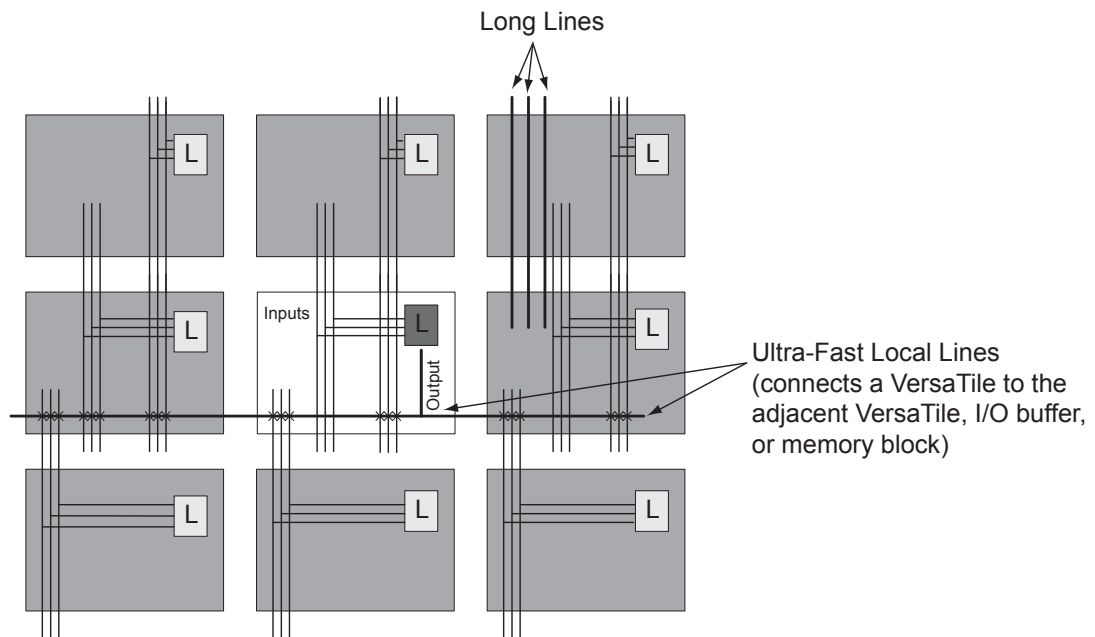 Long Lines
L
L
L
Inputs
L
L
L
Output
Ultra-Fast Local Lines
(connects a VersaTile to the
adjacent VersaTile, I/O buffer,
or memory block)
L
L
L